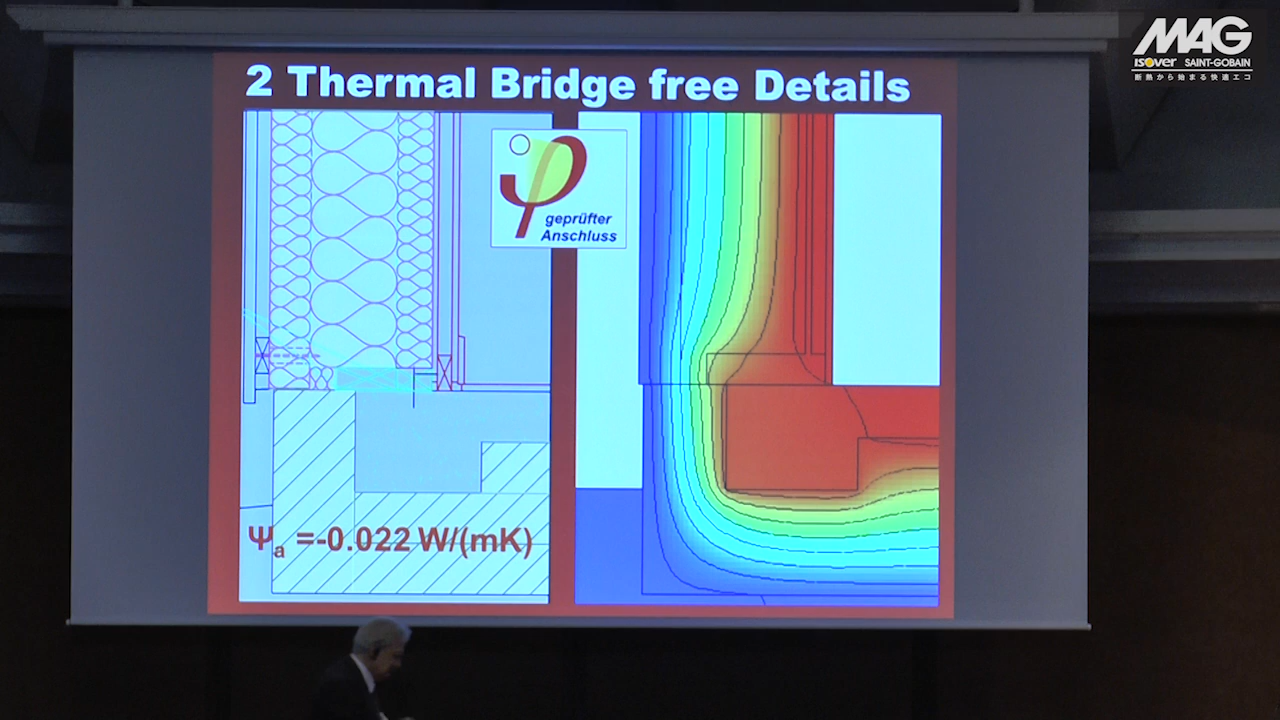 MAG
isover SAINT-GOBAIN
断熱から始まる快適エコ
2 Thermal Bridge free Details
geprüfter
Anschluss
Ψa =-0.022 W/(mK)